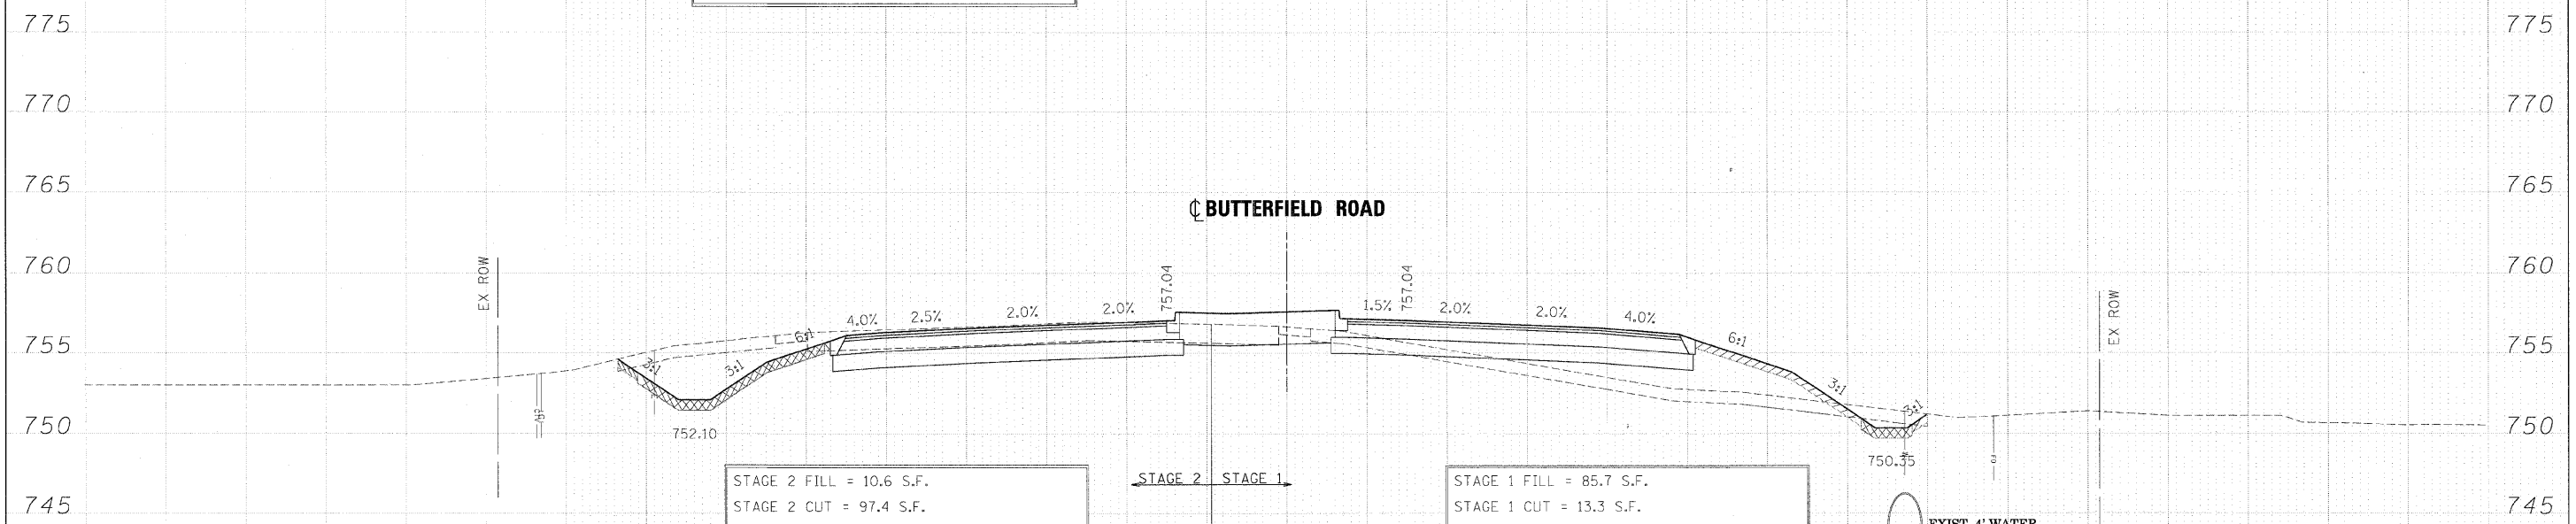 775 775
770 770
765 765
℄ BUTTERFIELD ROAD
760 760
EX ROW
757.04
757.04
EX ROW
4.0% 2.5% 2.0% 2.0% 1.5% 2.0% 2.0% 4.0%
6:1
6:1
755 755
3:1 3:1
3:1
3:1
750 750
752.10
750.35
STAGE 2 FILL = 10.6 S.F.
STAGE 2 CUT = 97.4 S.F.
STAGE 2 STAGE 1
STAGE 1 FILL = 85.7 S.F.
STAGE 1 CUT = 13.3 S.F.
745 745
EXIST. 4' WATER